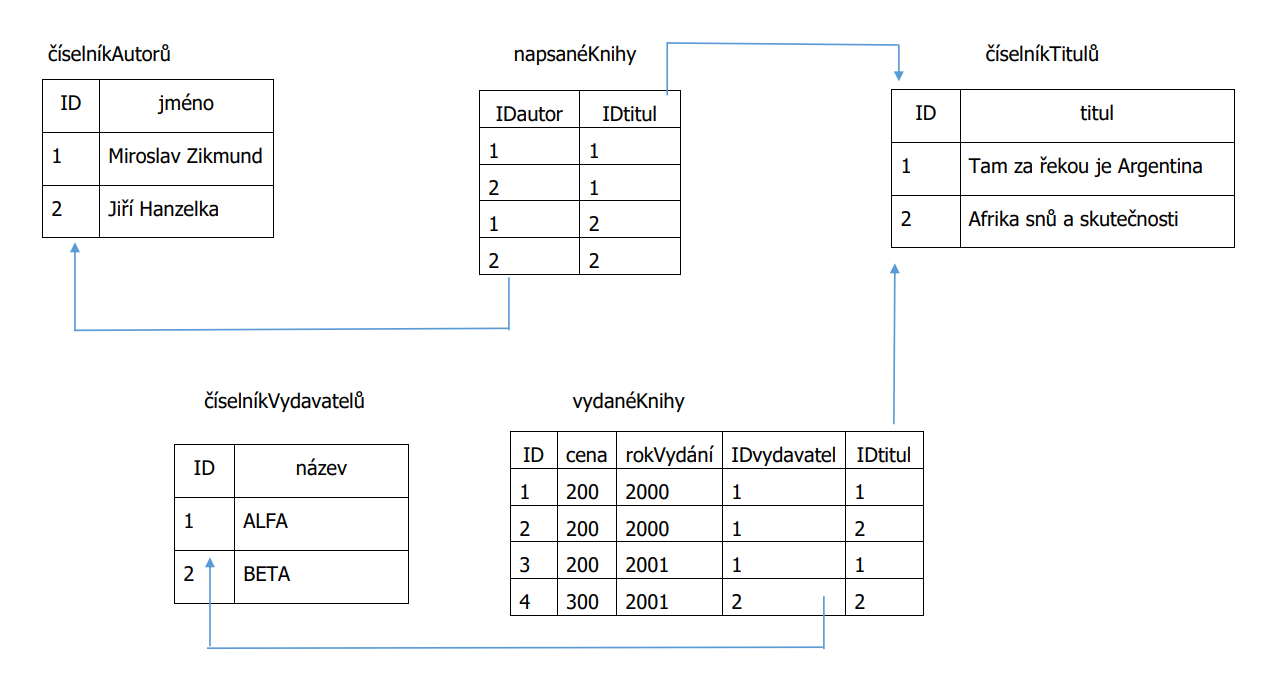 číselníkAutorů
ID jméno
1 Miroslav Zikmund
2 Jiří Hanzelka
napsanéKnihy
IDautor IDtitul
1 1
2 1
1 2
2 2
číselníkTitulů
ID titul
1 Tam za řekou je Argentina
2 Afrika snů a skutečnosti
číselníkVydavatelů
ID název
1 ALFA
2 BETA
vydanéKnihy
ID cena rokVydání IDvydavatel IDtitul
1 200 2000 1 1
2 200 2000 1 2
3 200 2001 1 1
4 300 2001 2 2